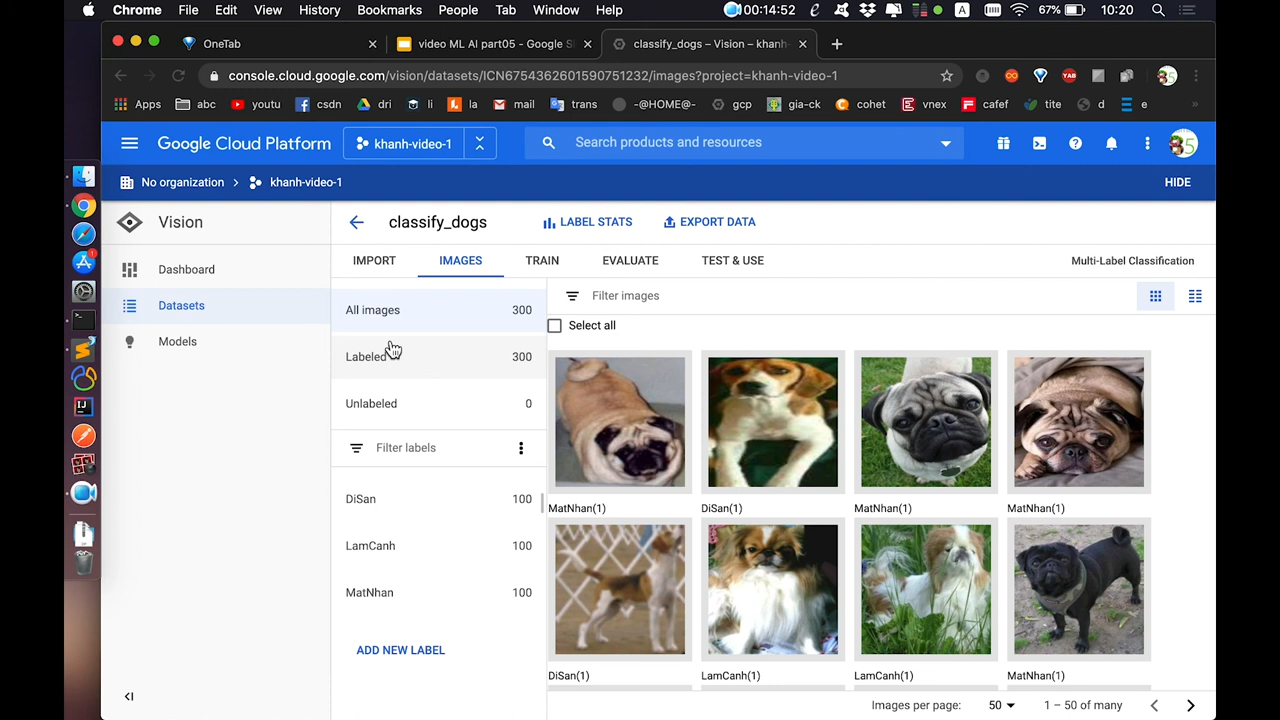 Chrome File Edit View History Bookmarks People Tab Window Help 00:14:52 A 67% 10:20
OneTab video ML AI part05 - Google S classify_dogs – Vision – khanh-
console.cloud.google.com/vision/datasets/ICN6754362601590751232/images?project=khanh-video-1 YAB
Apps abc youtu csdn dri li la mail trans -@HOME@- gcp gia-c cohet vnex cafef tite d e »
Google Cloud Platform khanh-video-1 Search products and resources
No organization khanh-video-1 HIDE
Vision classify_dogs LABEL STATS EXPORT DATA
IMPORT IMAGES TRAIN EVALUATE TEST & USE Multi-Label Classification
Dashboard
Datasets
Models
All images 300
Labeled 300
Unlabeled 0
Filter labels
DiSan 100
LamCanh 100
MatNhan 100
ADD NEW LABEL
Filter images
Select all
MatNhan(1) DiSan(1) MatNhan(1) MatNhan(1)
DiSan(1) LamCanh(1) LamCanh(1) MatNhan(1)
Images per page: 50 1 – 50 of many